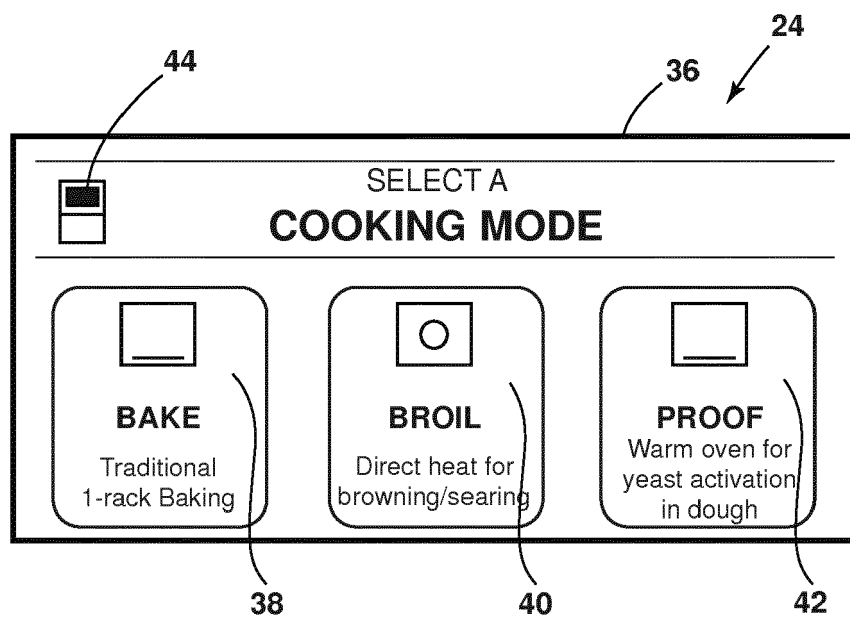 24
44
36
SELECT A
COOKING MODE
BAKE
Traditional
1-rack Baking
BROIL
Direct heat for
browning/searing
PROOF
Warm oven for
yeast activation
in dough
38
40
42